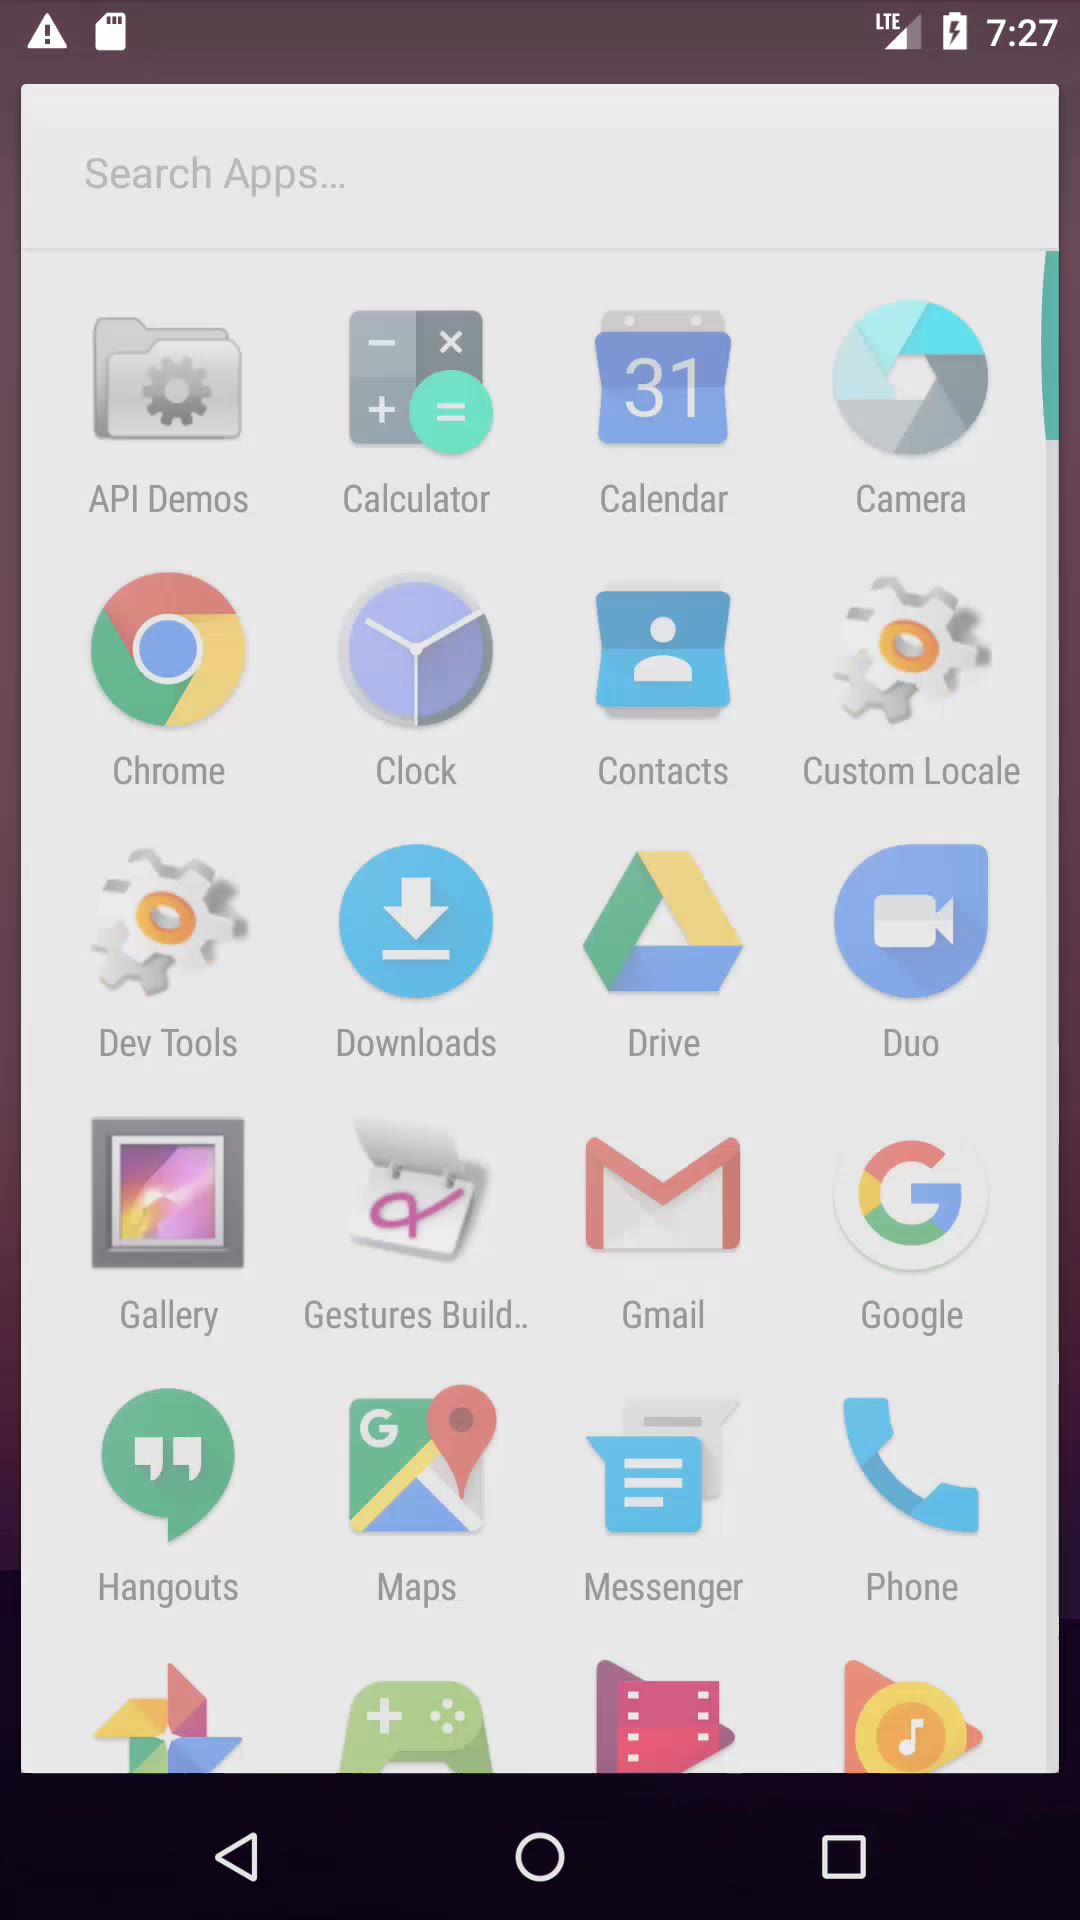 LTE 7:27
Search Apps...
31
API Demos Calculator Calendar Camera
Chrome Clock Contacts Custom Locale
Dev Tools Downloads Drive Duo
Gallery Gestures Build.. Gmail Google
G
Hangouts Maps Messenger Phone